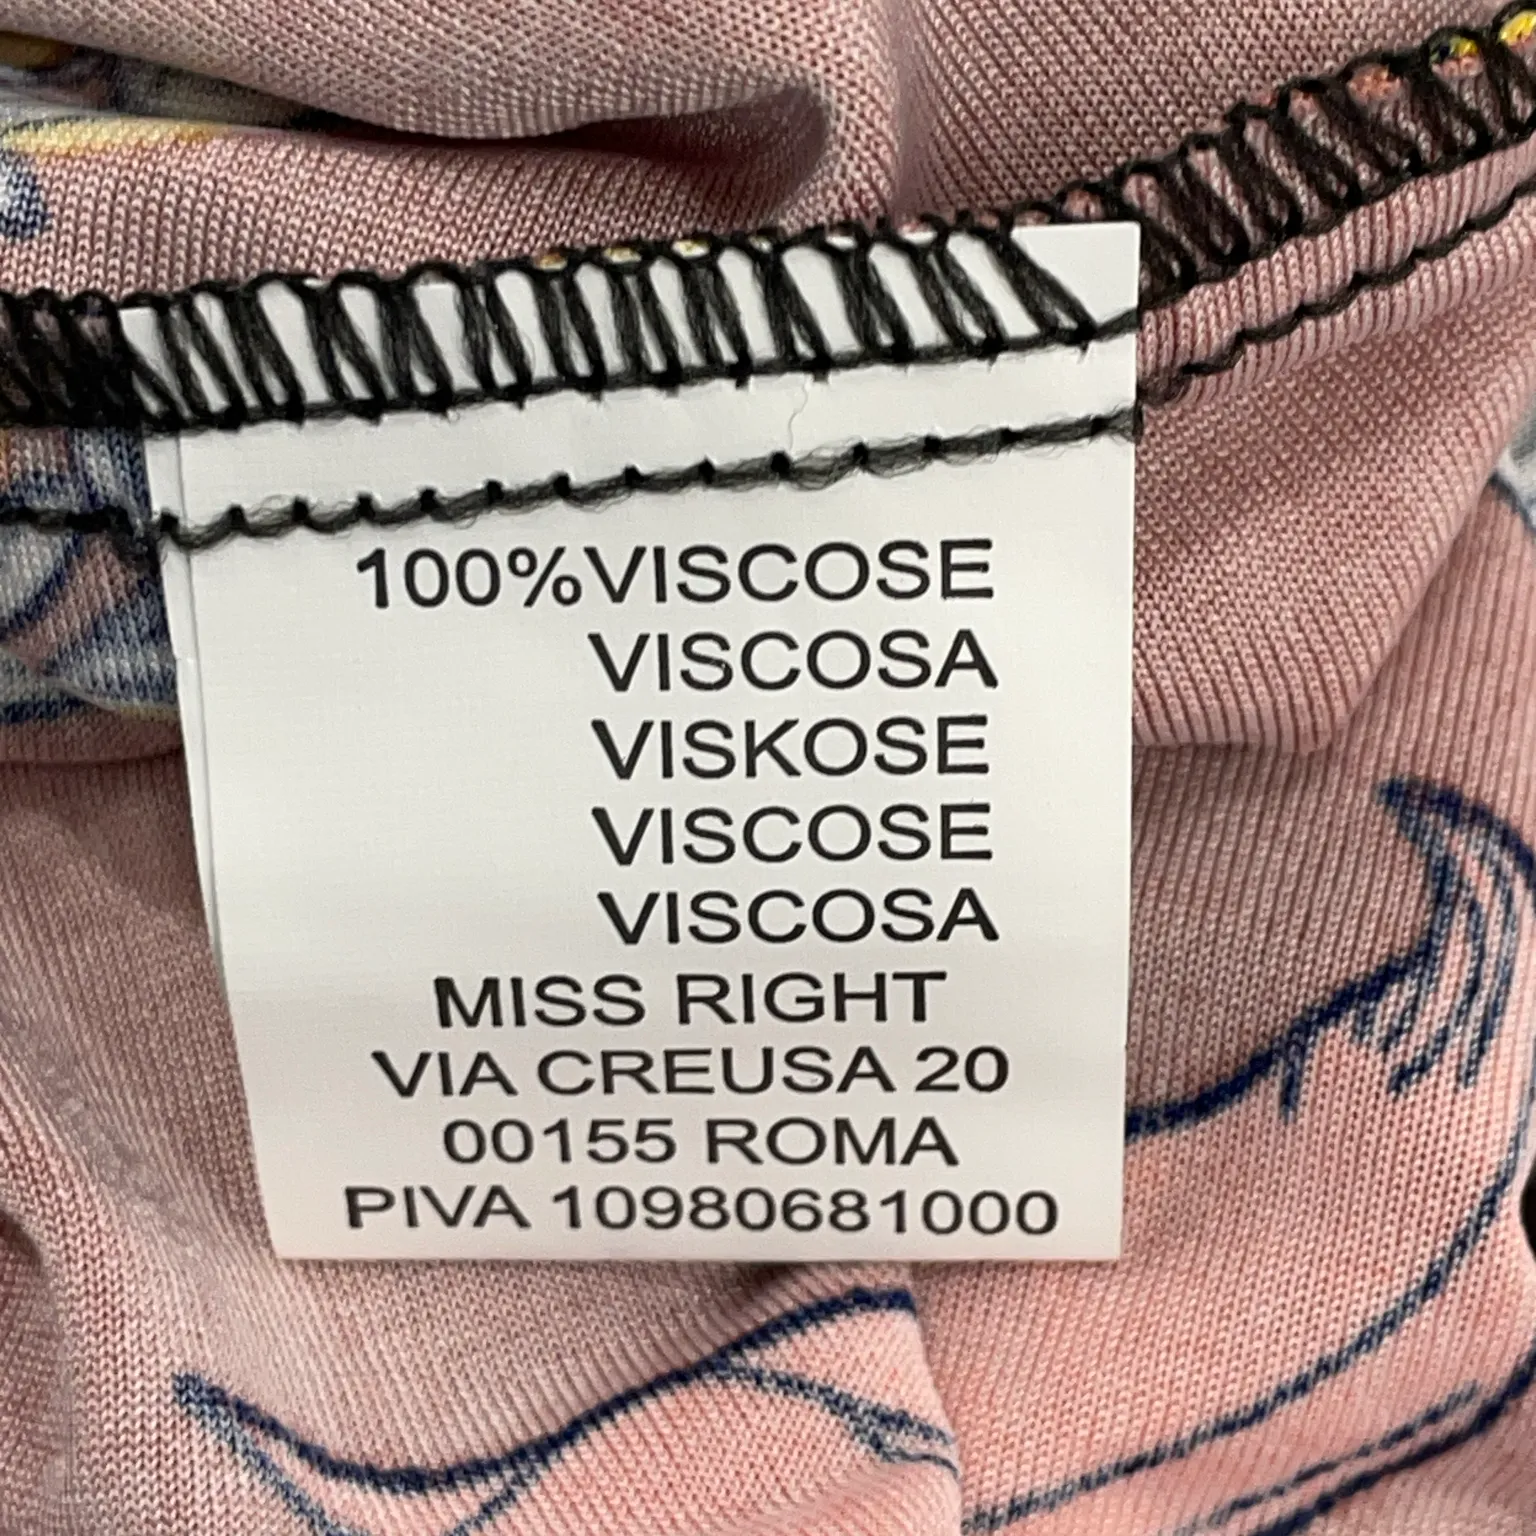 100%VISCOSE
VISCOSA
VISKOSE
VISCOSE
VISCOSA
MISS RIGHT
VIA CREUSA 20
00155 ROMA
PIVA 10980681000